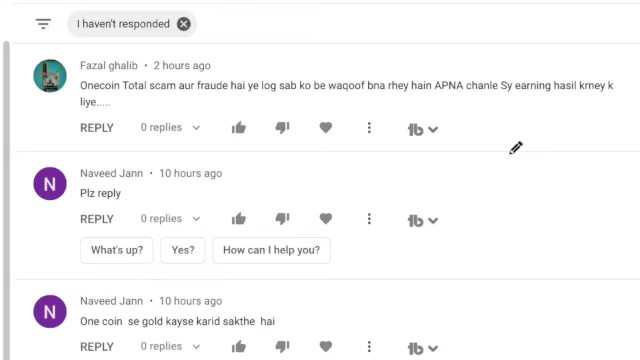 I haven't responded
Fazal ghalib • 2 hours ago
Onecoin Total scam aur fraude hai ye log sab ko be waqoof bna rhey hain APNA chanle Sy earning hasil krney k
liye.....
REPLY 0 replies
N
Naveed Jann • 10 hours ago
Plz reply
REPLY 0 replies
What's up? Yes? How can I help you?
N
Naveed Jann • 10 hours ago
One coin se gold kayse karid sakthe hai
REPLY 0 replies